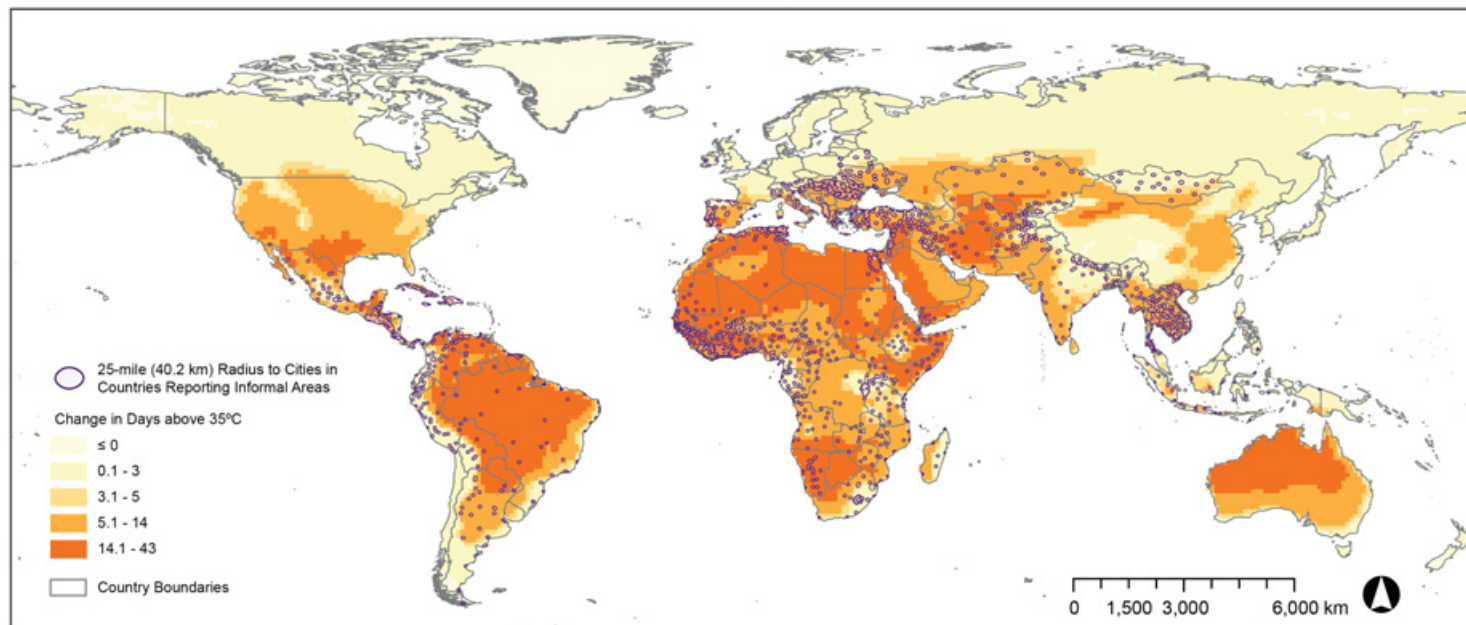 25-mile (40.2 km) Radius to Cities in
Countries Reporting Informal Areas
Change in Days above 35ºC
≤ 0
0.1 - 3
3.1 - 5
5.1 - 14
14.1 - 43
Country Boundaries
0 1,500 3,000 6,000 km